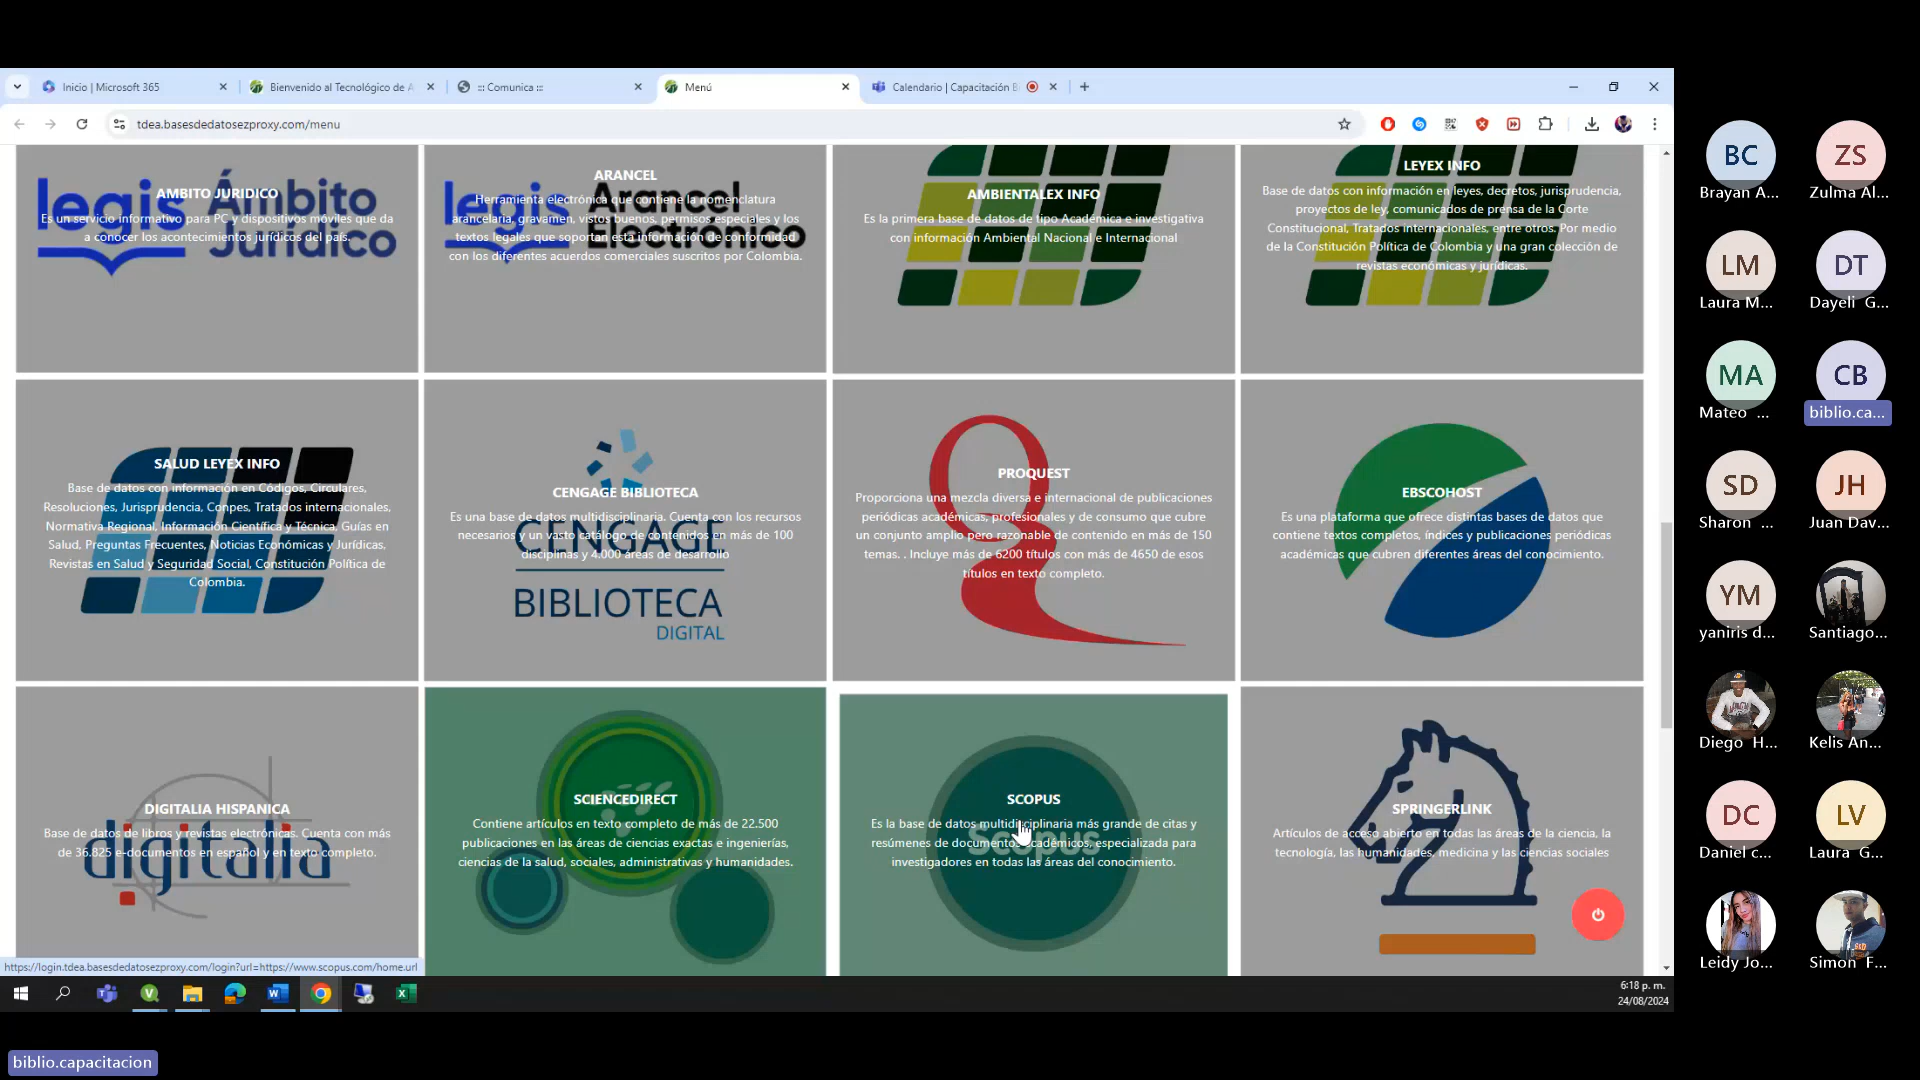 Inicio | Microsoft 365
Bienvenido al Tecnológico de A
::: Comunica :::
Menú
Calendario | Capacitación B
tdea.basesdedatosezproxy.com/menu
legis Ámbito Jurídico
AMBITO JURIDICO
Es un servicio informativo para PC y dispositivos móviles que da
a conocer los acontecimientos jurídicos del país.
legis Arancel Electrónico
ARANCEL
Herramienta electrónica que contiene la nomenclatura
arancelaria, gravamen, vistos buenos, permisos especiales y los
textos legales que soportan esta información de conformidad
con los diferentes acuerdos comerciales suscritos por Colombia.
AMBIENTALEX INFO
Es la primera base de datos de tipo Académica e investigativa
con información Ambiental Nacional e Internacional
LEYEX INFO
Base de datos con información en leyes, decretos, jurisprudencia,
proyectos de ley, comunicados de prensa de la Corte
Constitucional, Tratados internacionales, entre otros. Por medio
de la Constitución Política de Colombia y una gran colección de
revistas económicas y jurídicas.
SALUD LEYEX INFO
Base de datos con información en Códigos, Circulares,
Resoluciones, Jurisprudencia, Conpes, Tratados internacionales,
Normativa Regional, Información Científica y Técnica. Guías en
Salud, Preguntas Frecuentes, Noticias Económicas y Jurídicas.
Revistas en Salud y Seguridad Social, Constitución Política de
Colombia.
CENGAGE BIBLIOTECA
Es una base de datos multidisciplinaria. Cuenta con los recursos
necesarios y un vasto catálogo de contenidos en más de 100
disciplinas y 4,000 áreas de desarrollo
CENGAGE
BIBLIOTECA
DIGITAL
PROQUEST
Proporciona una mezcla diversa e internacional de publicaciones
periódicas académicas, profesionales y de consumo que cubre
un conjunto amplio pero razonable de contenido en más de 150
temas. . Incluye más de 6200 títulos con más de 4650 de esos
títulos en texto completo.
EBSCOHOST
Es una plataforma que ofrece distintas bases de datos que
contiene textos completos, índices y publicaciones periódicas
académicas que cubren diferentes áreas del conocimiento.
DIGITALIA HISPANICA
Base de datos de libros y revistas electrónicas. Cuenta con más
de 36.825 e-documentos en español y en texto completo.
digitalia
SCIENCEDIRECT
Contiene artículos en texto completo de más de 22.500
publicaciones en las áreas de ciencias exactas e ingenierías,
ciencias de la salud, sociales, administrativas y humanidades.
SCOPUS
Es la base de datos multidisciplinaria más grande de citas y
resúmenes de documentos académicos, especializada para
investigadores en todas las áreas del conocimiento.
Scopus
SPRINGERLINK
Artículos de acceso abierto en todas las áreas de la ciencia, la
tecnología, las humanidades, medicina y las ciencias sociales
https://login.tdea.basesdedatosezproxy.com/login?url=https://www.scopus.com/home.url
6:18 p. m.
24/08/2024
BC
Brayan A...
ZS
Zulma Al...
LM
Laura M...
DT
Dayeli G...
MA
Mateo ...
CB
biblio.ca...
SD
Sharon ...
JH
Juan Dav...
YM
yaniris d...
Santiago...
Diego H...
Kelis An...
DC
Daniel c...
LV
Laura G...
Leidy Jo...
Simon F...
biblio.capacitacion